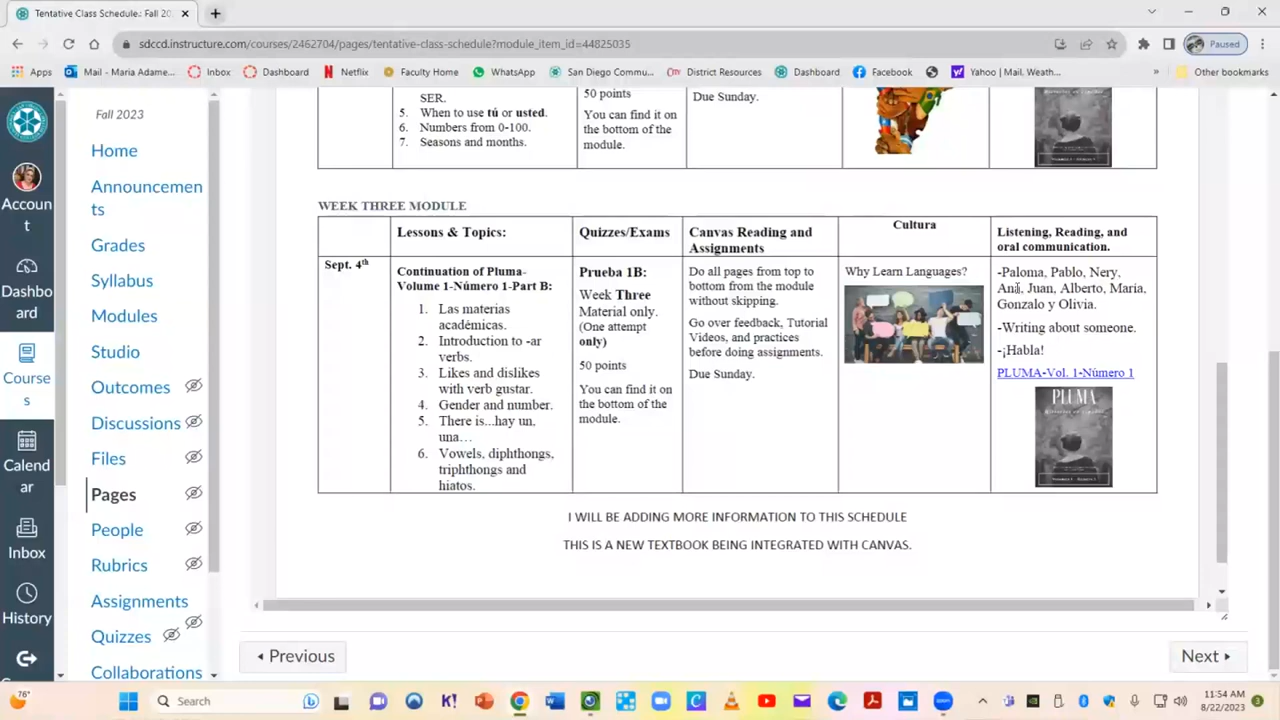 Tentative Class Schedule.: Fall 20
sdccd.instructure.com/courses/2462704/pages/tentative-class-schedule?module_item_id=44825035
Paused
Apps
Mail - Maria Adame...
Inbox
Dashboard
Netflix
Faculty Home
WhatsApp
San Diego Commu...
District Resources
Dashboard
Facebook
Yahoo | Mail, Weath...
»
Other bookmarks
Accoun
t
Dashbo
ard
Course
s
Calend
ar
Inbox
History
Fall 2023
Home
Announcemen
ts
Grades
Syllabus
Modules
Studio
Outcomes
Discussions
Files
Pages
People
Rubrics
Assignments
Quizzes
Collaborations
SER.
5. When to use tú or usted.
6. Numbers from 0-100.
7. Seasons and months.
50 points
You can find it on
the bottom of the
module.
Due Sunday.
WEEK THREE MODULE
Lessons & Topics:
Quizzes/Exams
Canvas Reading and
Assignments
Cultura
Listening, Reading, and
oral communication.
Sept. 4th
Continuation of Pluma-
Volume 1-Número 1-Part B:
1. Las materias
académicas.
2. Introduction to -ar
verbs.
3. Likes and dislikes
with verb gustar.
4. Gender and number.
5. There is...hay un,
una…
6. Vowels, diphthongs,
triphthongs and
hiatos.
Prueba 1B:
Week Three
Material only.
(One attempt
only)
50 points
You can find it on
the bottom of the
module.
Do all pages from top to
bottom from the module
without skipping.
Go over feedback, Tutorial
Videos, and practices
before doing assignments.
Due Sunday.
Why Learn Languages?
-Paloma, Pablo, Nery,
Ana, Juan, Alberto, Maria,
Gonzalo y Olivia.
-Writing about someone.
-¡Habla!
PLUMA-Vol. 1-Número 1
PLUMA
I WILL BE ADDING MORE INFORMATION TO THIS SCHEDULE
THIS IS A NEW TEXTBOOK BEING INTEGRATED WITH CANVAS.
Previous
Next
76°
Search
11:54 AM
8/22/2023